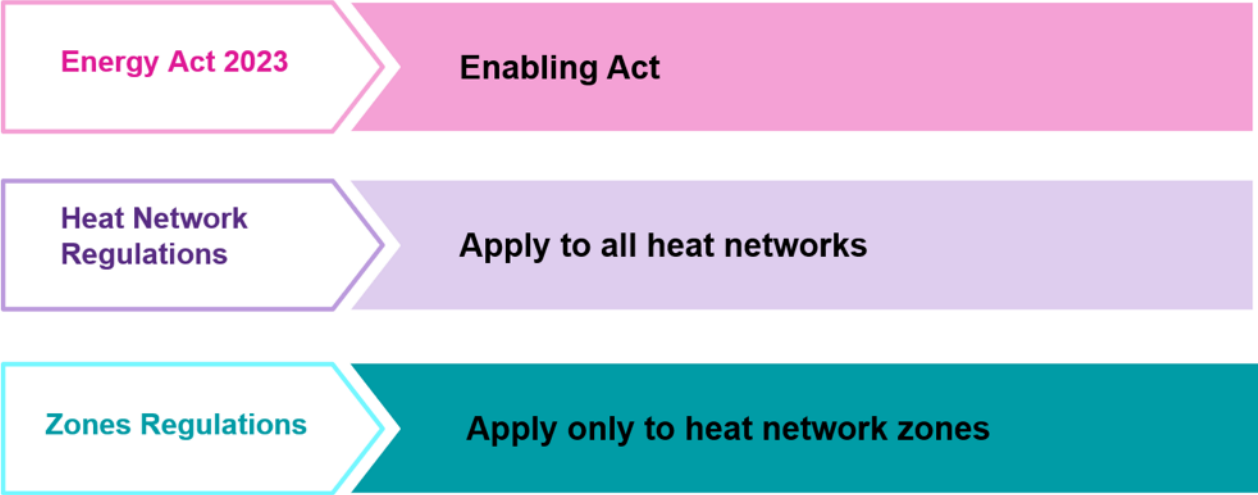 Energy Act 2023
Enabling Act
Heat Network
Regulations
Apply to all heat networks
Zones Regulations
Apply only to heat network zones